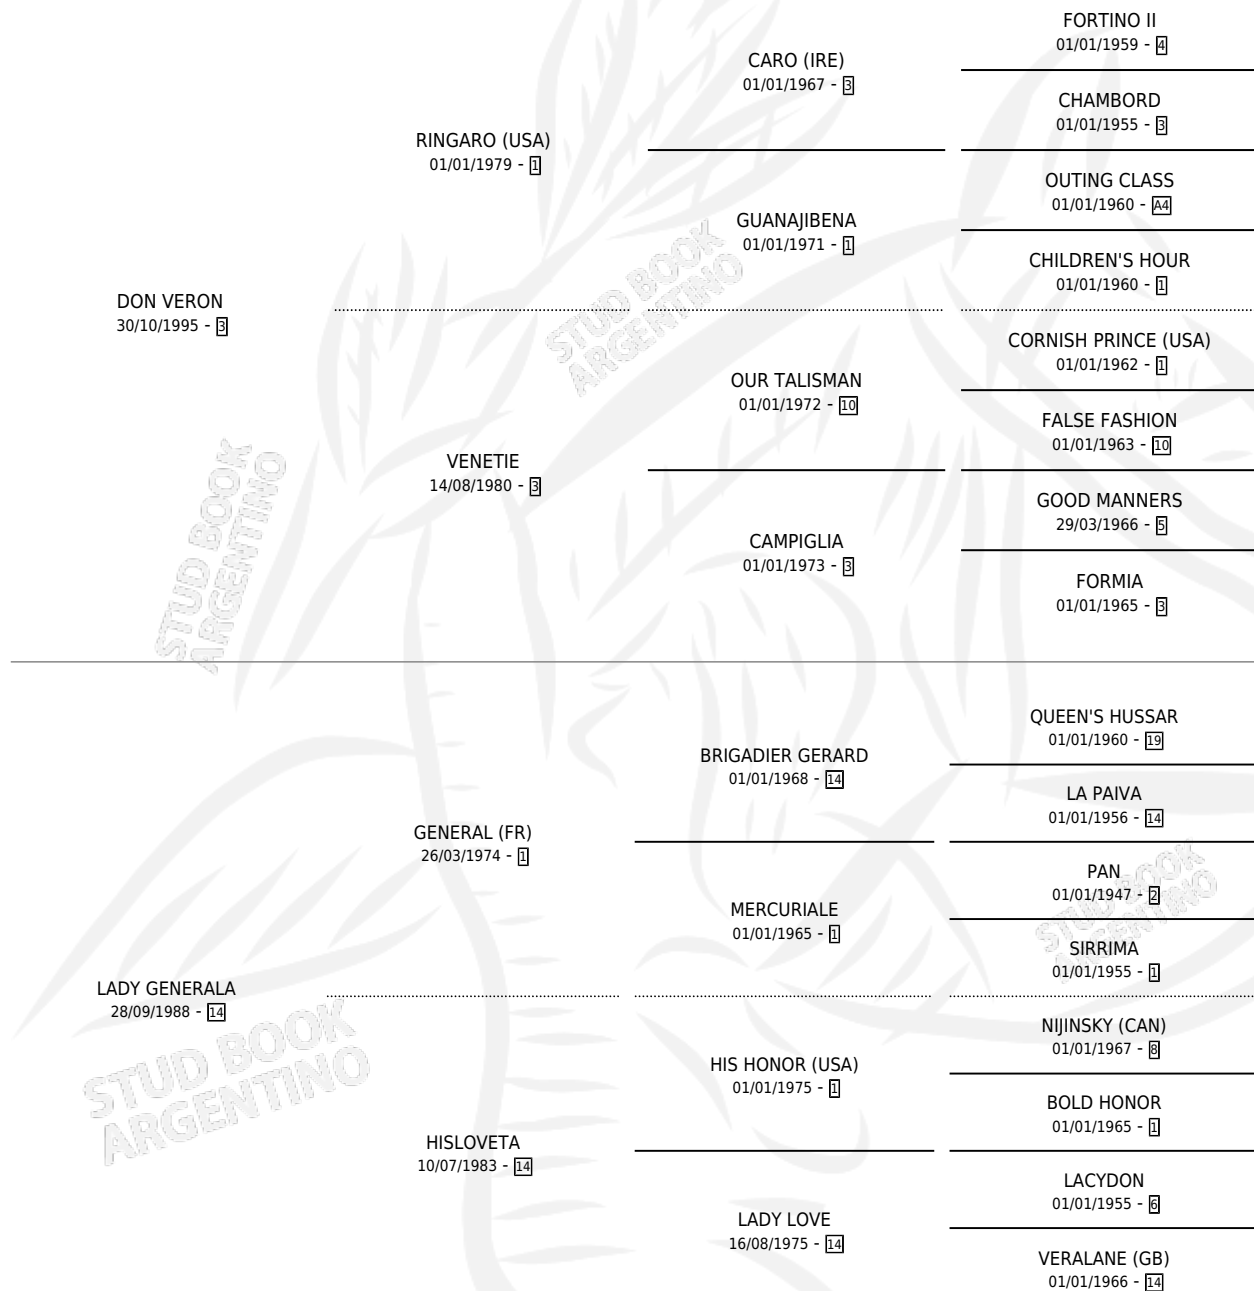 FORTINO II
01/01/1959 - 4
CARO (IRE)
01/01/1967 - 3
CHAMBORD
01/01/1955 - 3
RINGARO (USA)
01/01/1979 - 1
OUTING CLASS
01/01/1960 - A4
GUANAJIBENA
01/01/1971 - 1
CHILDREN'S HOUR
01/01/1960 - 1
DON VERON
30/10/1995 - 3
CORNISH PRINCE (USA)
01/01/1962 - 1
OUR TALISMAN
01/01/1972 - 10
FALSE FASHION
01/01/1963 - 10
VENETIE
14/08/1980 - 3
GOOD MANNERS
29/03/1966 - 5
CAMPIGLIA
01/01/1973 - 3
FORMIA
01/01/1965 - 3
STUD BOOK
ARGENTINO
STUD BOOK
ARGENTINO
QUEEN'S HUSSAR
01/01/1960 - 19
BRIGADIER GERARD
01/01/1968 - 14
LA PAIVA
01/01/1956 - 14
GENERAL (FR)
26/03/1974 - 1
PAN
01/01/1947 - 2
MERCURIALE
01/01/1965 - 1
SIRRIMA
01/01/1955 - 1
LADY GENERALA
28/09/1988 - 14
NIJINSKY (CAN)
01/01/1967 - 8
HIS HONOR (USA)
01/01/1975 - 1
BOLD HONOR
01/01/1965 - 1
HISLOVETA
10/07/1983 - 14
LACYDON
01/01/1955 - 6
LADY LOVE
16/08/1975 - 14
VERALANE (GB)
01/01/1966 - 14
STUD BOOK
ARGENTINO
STUD BOOK
ARGENTINO